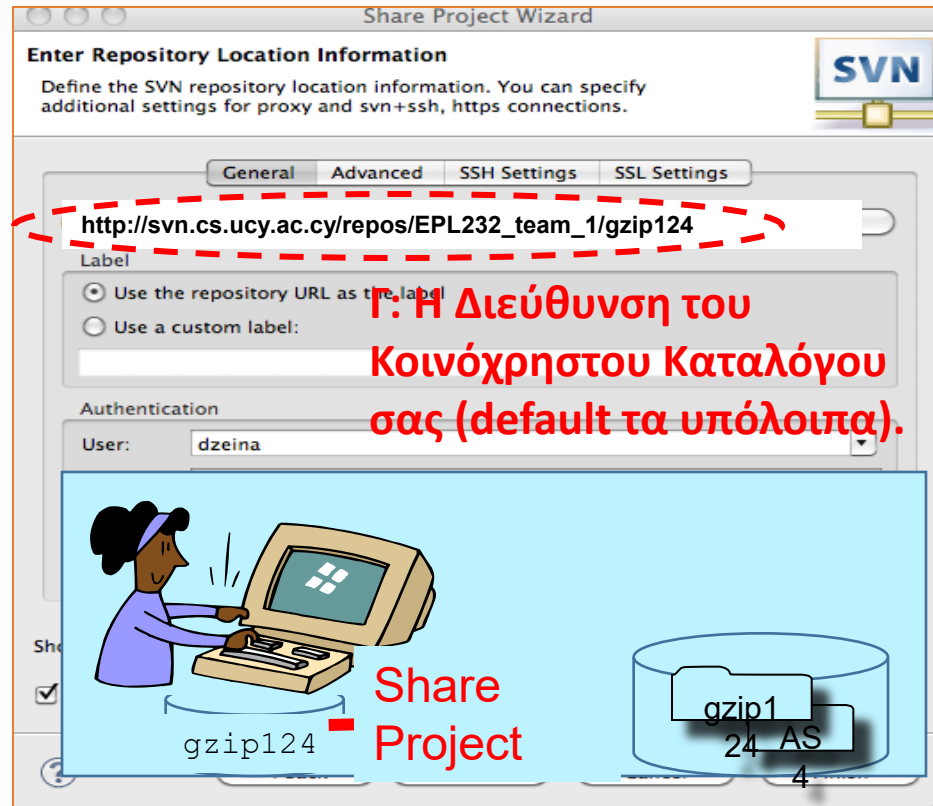 Share Project Wizard
Enter Repository Location Information
Define the SVN repository location information. You can specify
additional settings for proxy and svn+ssh, https connections.
SVN
General Advanced SSH Settings SSL Settings
http://svn.cs.ucy.ac.cy/repos/EPL232_team_1/gzip124
Label
Use the repository URL as the label
Use a custom label:
Γ: Η Διεύθυνση του
Κοινόχρηστου Καταλόγου
σας (default τα υπόλοιπα).
Authentication
User: dzeina
Share
Project
gzip124
gzip1
24
AS
4